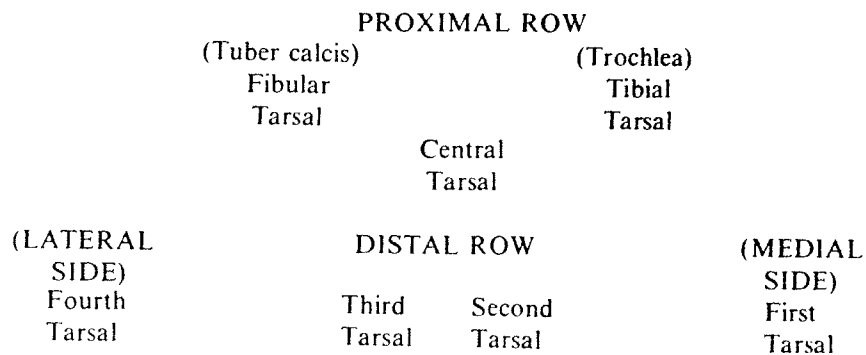 PROXIMAL ROW
(Tuber calcis) (Trochlea)
Fibular Tibial
Tarsal Tarsal
Central
Tarsal
(LATERAL DISTAL ROW (MEDIAL
SIDE) SIDE)
Fourth Third Second First
Tarsal Tarsal Tarsal Tarsal